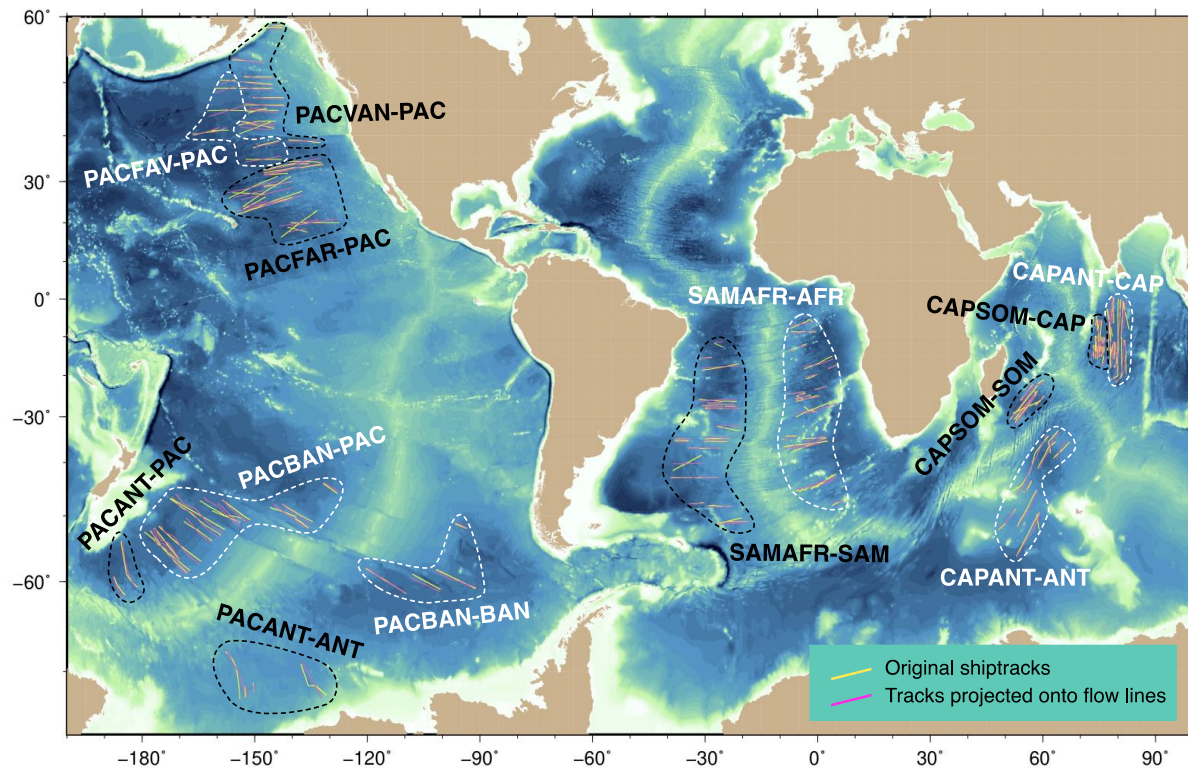 60˚
30˚
0˚
−30˚
−60˚
PACVAN-PAC
PACFAV-PAC
PACFAR-PAC
SAMAFR-AFR
CAPANT-CAP
CAPSOM-CAP
CAPSOM-SOM
PACBAN-PAC
PACANT-PAC
SAMAFR-SAM
CAPANT-ANT
PACBAN-BAN
PACANT-ANT
Original shiptracks
Tracks projected onto flow lines
−180˚
−150˚
−120˚
−90˚
−60˚
−30˚
0˚
30˚
60˚
90˚